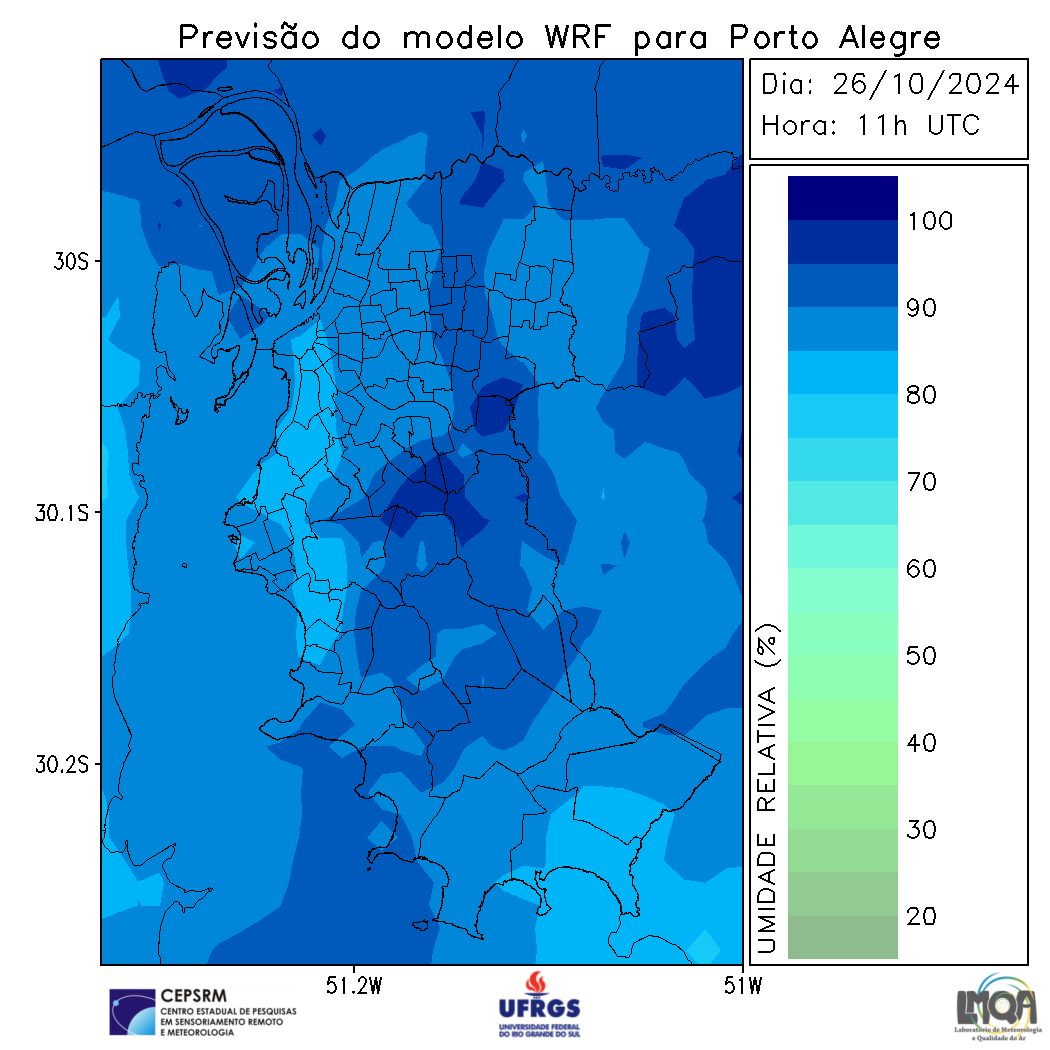 Previsão do modelo WRF para Porto Alegre
Dia: 26/10/2024
Hora: 11h UTC
30S
30.1S
30.2S
51.2W
51W
100
90
80
70
60
50
40
30
20
UMIDADE RELATIVA (%)
CEPSRM
CENTRO ESTADUAL DE PESQUISAS
EM SENSORIAMENTO REMOTO
E METEOROLOGIA
UFRGS
UNIVERSIDADE FEDERAL
DO RIO GRANDE DO SUL
LMQA
Laboratório de Meteorologia
e Qualidade do Ar